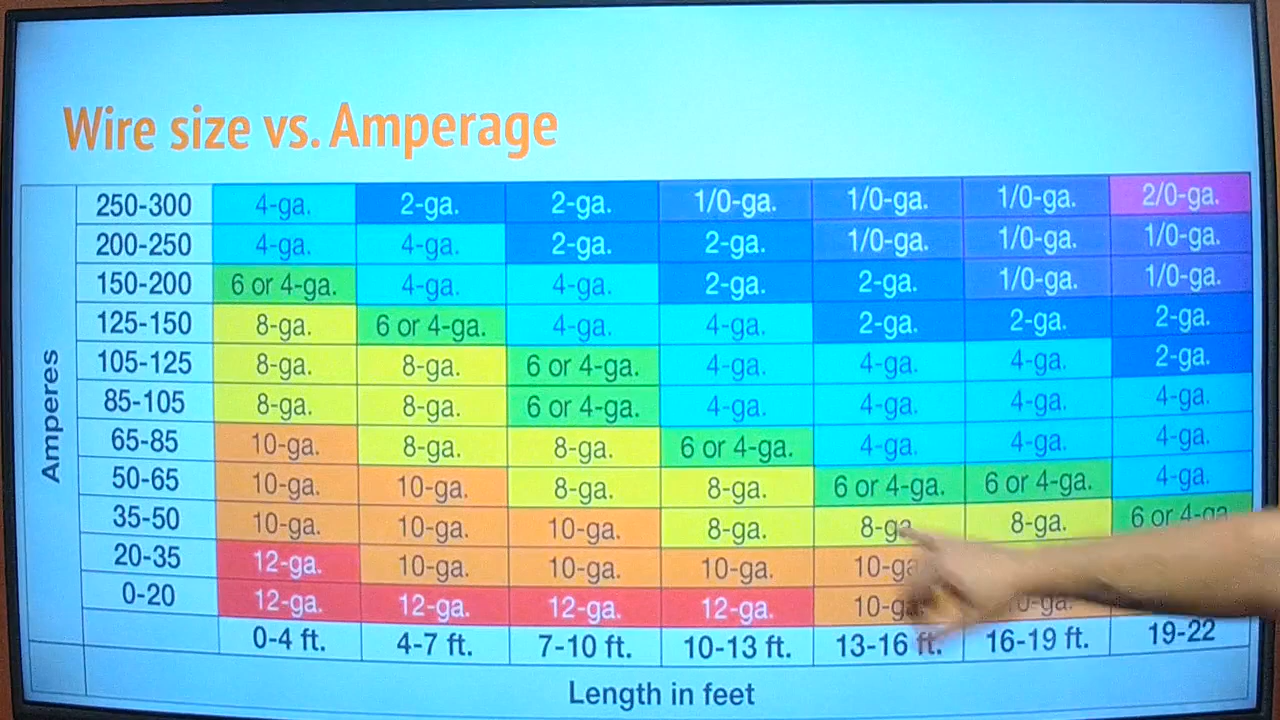 Wire size vs. Amperage
250-300 4-ga. 2-ga. 2-ga. 1/0-ga. 1/0-ga. 1/0-ga. 2/0-ga.
200-250 4-ga. 4-ga. 2-ga. 2-ga. 1/0-ga. 1/0-ga. 1/0-ga.
150-200 6 or 4-ga. 4-ga. 4-ga. 2-ga. 2-ga. 1/0-ga. 1/0-ga.
125-150 8-ga. 6 or 4-ga. 4-ga. 4-ga. 2-ga. 2-ga. 2-ga.
105-125 8-ga. 8-ga. 6 or 4-ga. 4-ga. 4-ga. 4-ga. 2-ga.
85-105 8-ga. 8-ga. 6 or 4-ga. 4-ga. 4-ga. 4-ga. 4-ga.
65-85 10-ga. 8-ga. 8-ga. 6 or 4-ga. 4-ga. 4-ga. 4-ga.
50-65 10-ga. 10-ga. 8-ga. 8-ga. 6 or 4-ga. 6 or 4-ga. 4-ga.
35-50 10-ga. 10-ga. 10-ga. 8-ga. 8-ga 8-ga. 6 or 4-ga
20-35 12-ga. 10-ga. 10-ga. 10-ga. 10-ga
0-20 12-ga. 12-ga. 12-ga. 12-ga. 10-ga 10-ga.
0-4 ft. 4-7 ft. 7-10 ft. 10-13 ft. 13-16 ft. 16-19 ft. 19-22
Amperes
Length in feet